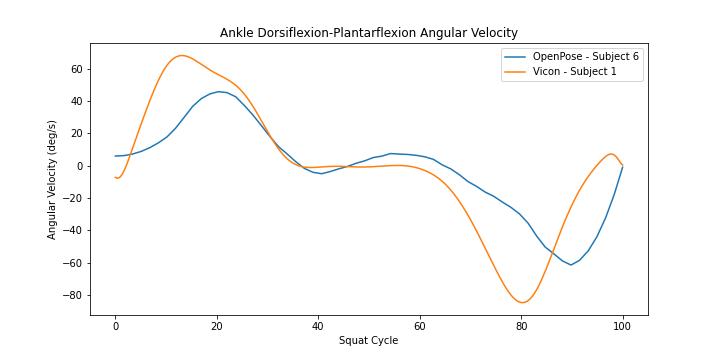 Ankle Dorsiflexion-Plantarflexion Angular Velocity
OpenPose - Subject 6
Vicon - Subject 1
Angular Velocity (deg/s)
60
40
20
0
−20
−40
−60
−80
0
20
40
60
80
100
Squat Cycle